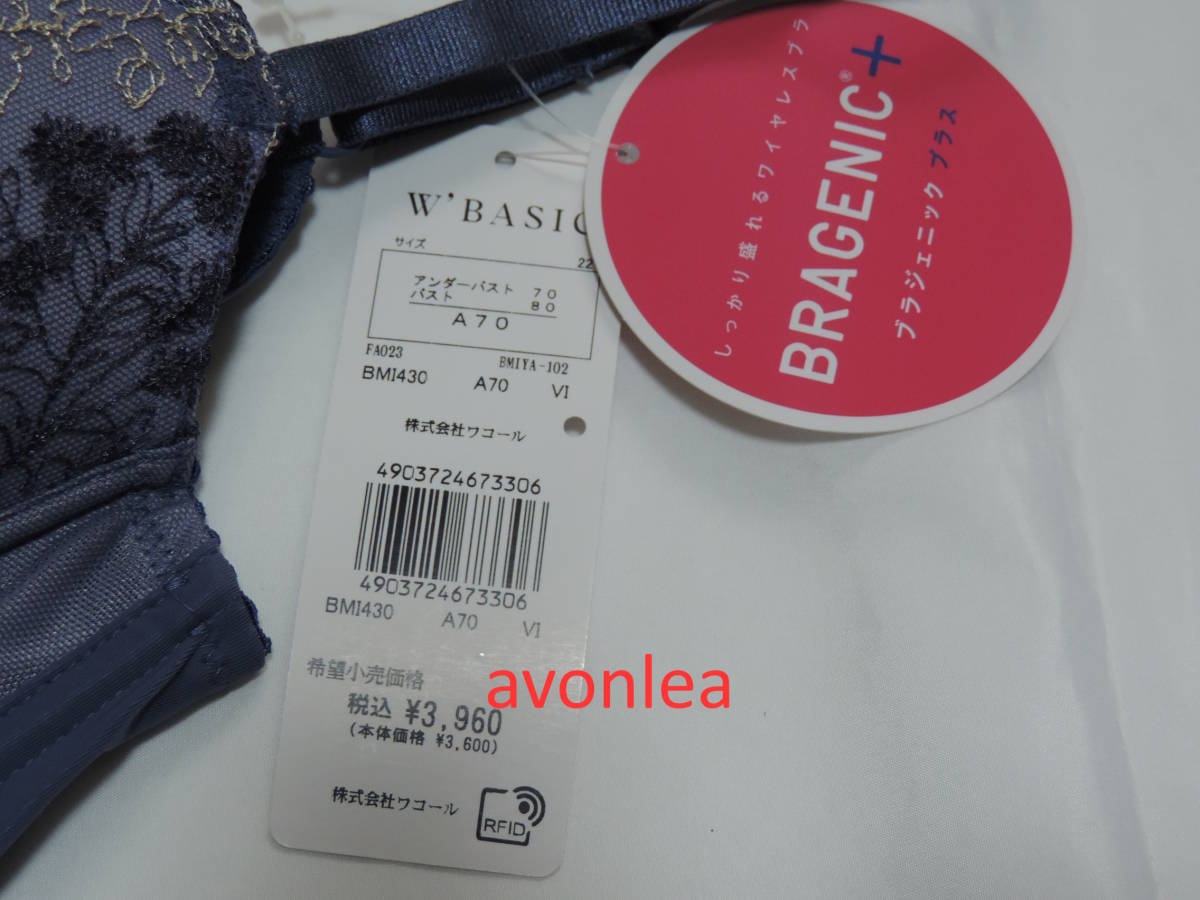 W'BASIC
サイズ
22
アンダーバスト 70
バスト 80
A70
FA023 BMIYA-102
BMI430 A70 VI
株式会社ワコール
4903724673306
4903724673306
BMI430 A70 VI
希望小売価格
税込 ¥3,960
(本体価格 ¥3,600)
株式会社ワコール
RFID
しっかり盛れるワイヤレスブラ
BRAGENIC®+
ブラジェニック プラス
avonlea